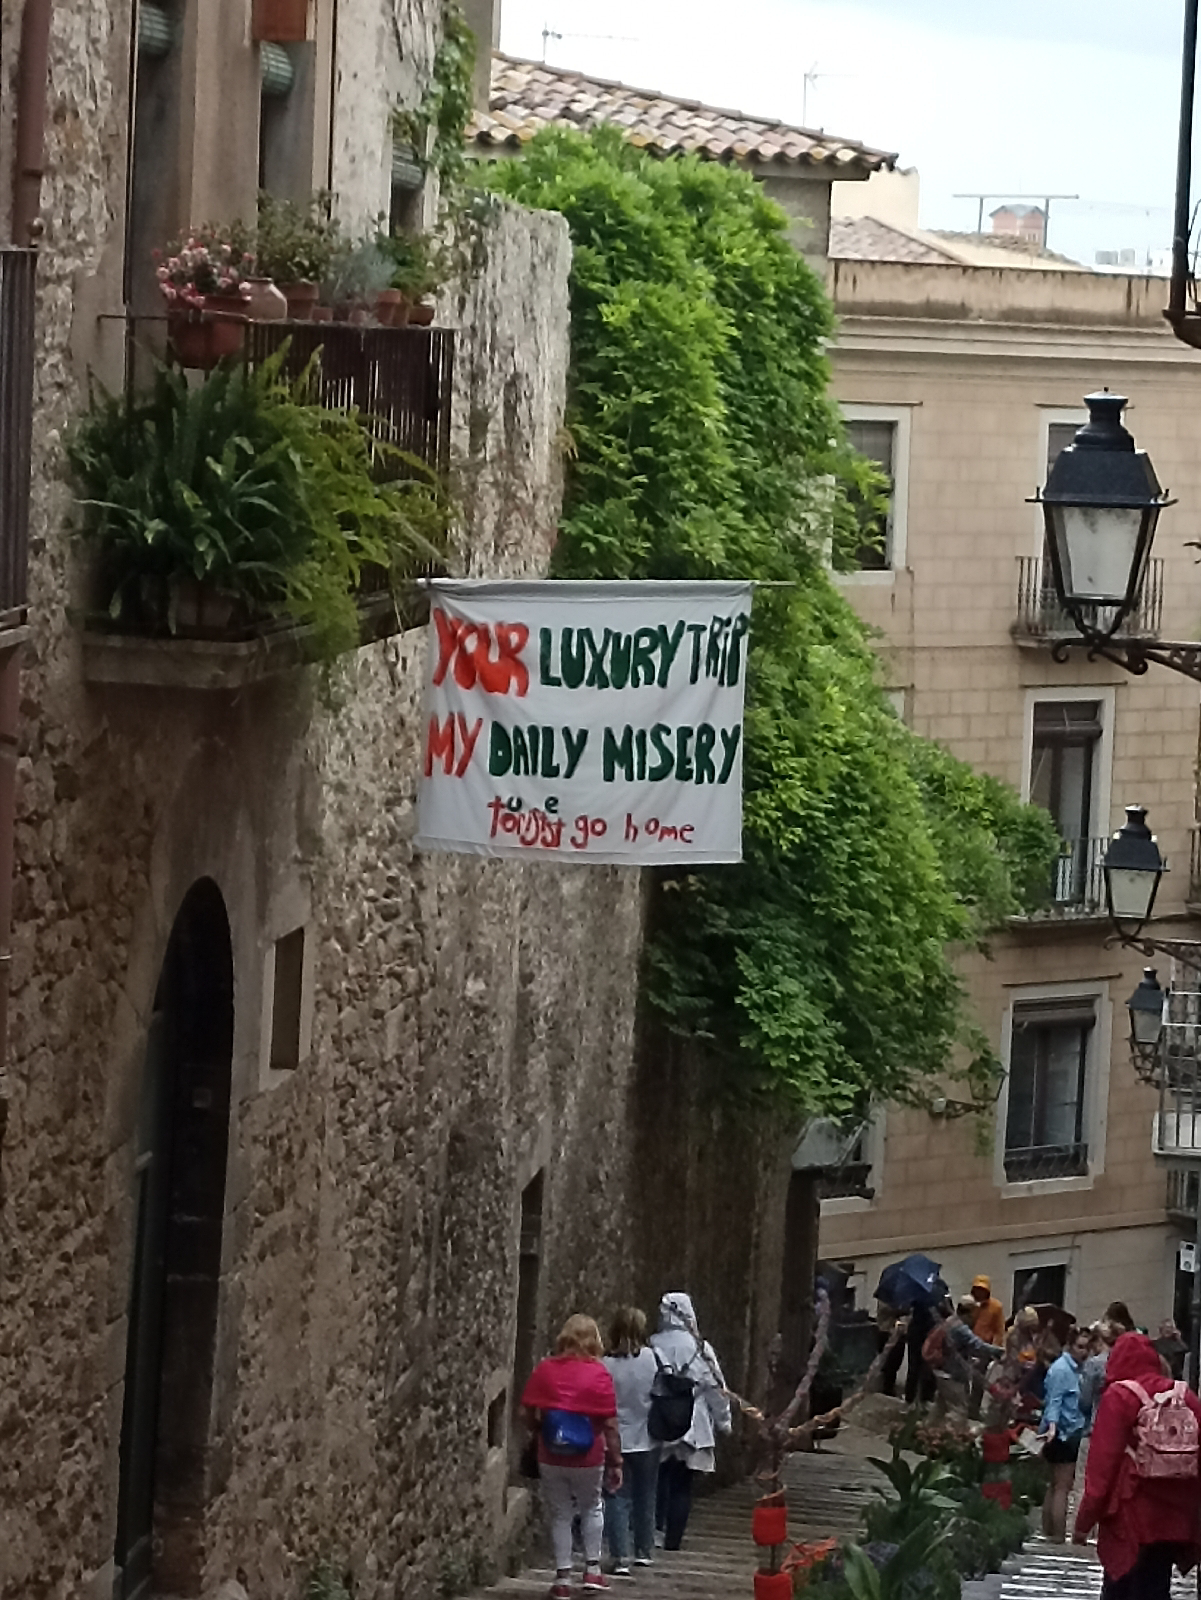 YOUR LUXURY TRIP
MY DAILY MISERY
tourist go home